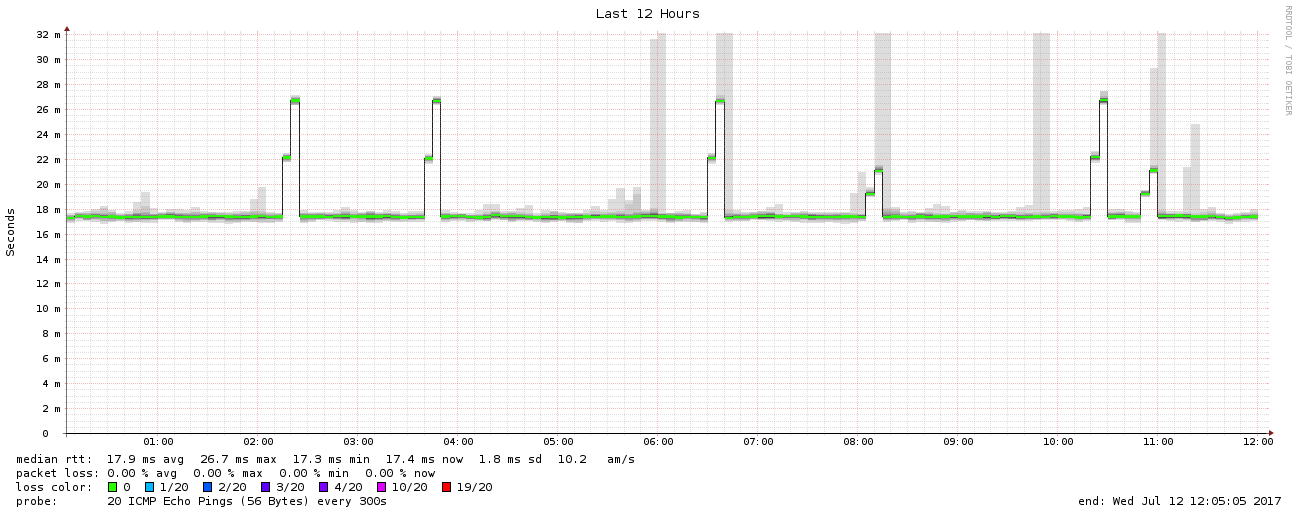 Last 12 Hours
RRDTOOL / TOBI OETIKER
Seconds
32 m
30 m
28 m
26 m
24 m
22 m
20 m
18 m
16 m
14 m
12 m
10 m
8 m
6 m
4 m
2 m
0
01:00 02:00 03:00 04:00 05:00 06:00 07:00 08:00 09:00 10:00 11:00 12:00
median rtt: 17.9 ms avg 26.7 ms max 17.3 ms min 17.4 ms now 1.8 ms sd 10.2 am/s
packet loss: 0.00 % avg 0.00 % max 0.00 % min 0.00 % now
loss color: 0 1/20 2/20 3/20 4/20 10/20 19/20
probe: 20 ICMP Echo Pings (56 Bytes) every 300s
end: Wed Jul 12 12:05:05 2017